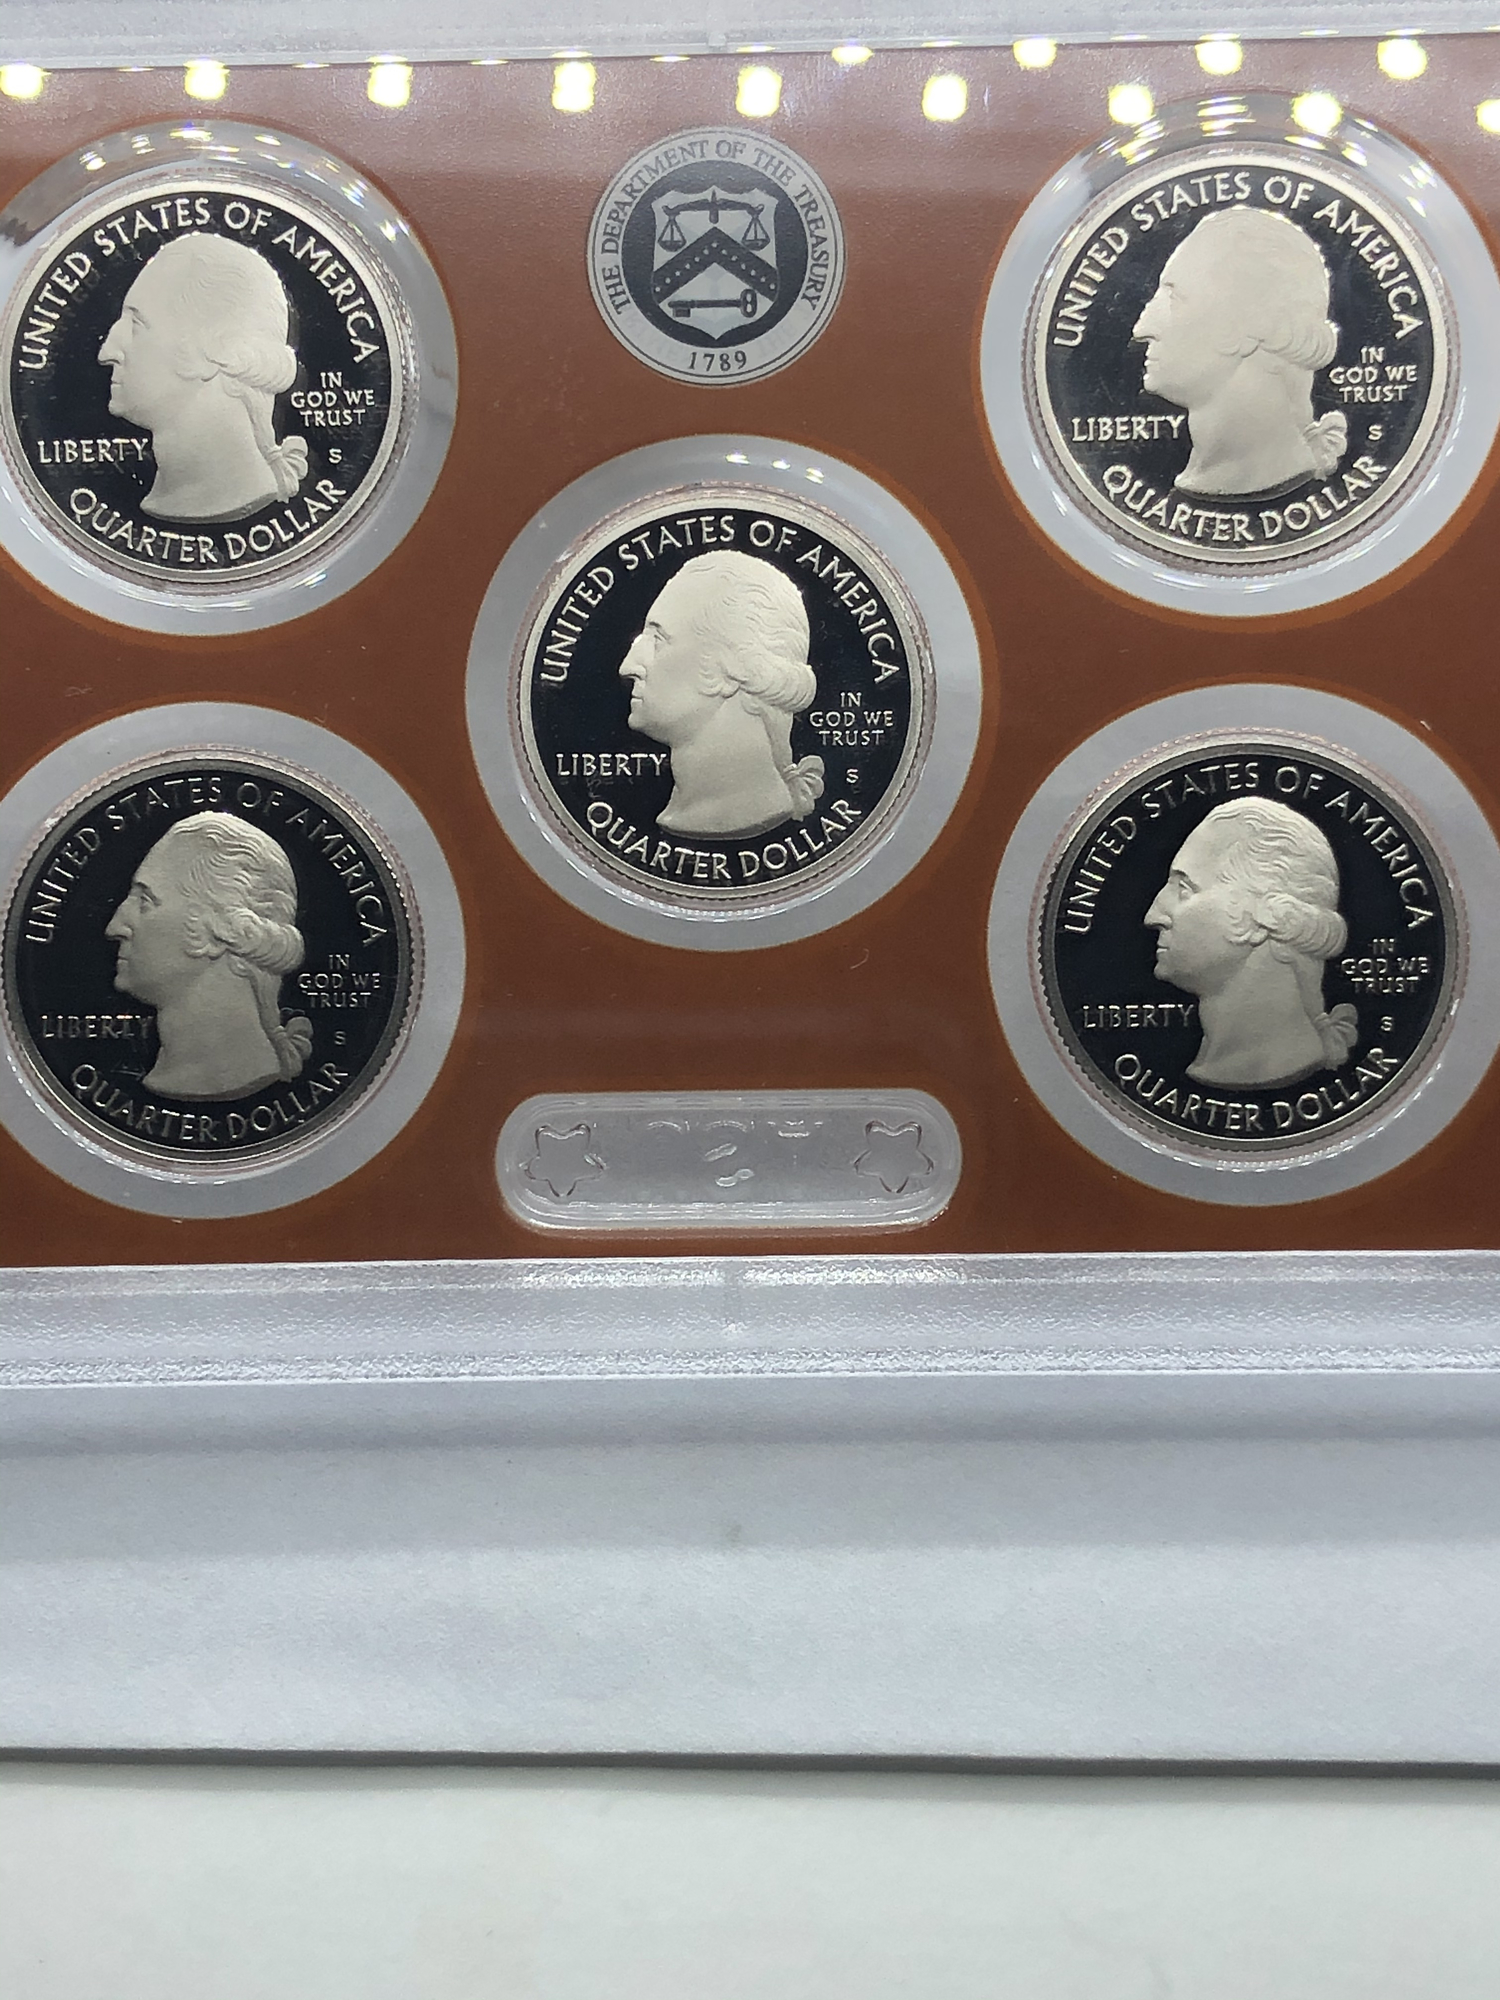 THE DEPARTMENT OF THE TREASURY
1789
UNITED STATES OF AMERICA
IN
GOD WE
TRUST
LIBERTY
S
QUARTER DOLLAR
UNITED STATES OF AMERICA
IN
GOD WE
TRUST
LIBERTY
S
QUARTER DOLLAR
UNITED STATES OF AMERICA
IN
GOD WE
TRUST
LIBERTY
S
QUARTER DOLLAR
UNITED STATES OF AMERICA
IN
GOD WE
TRUST
LIBERTY
S
QUARTER DOLLAR
UNITED STATES OF AMERICA
IN
GOD WE
TRUST
LIBERTY
S
QUARTER DOLLAR